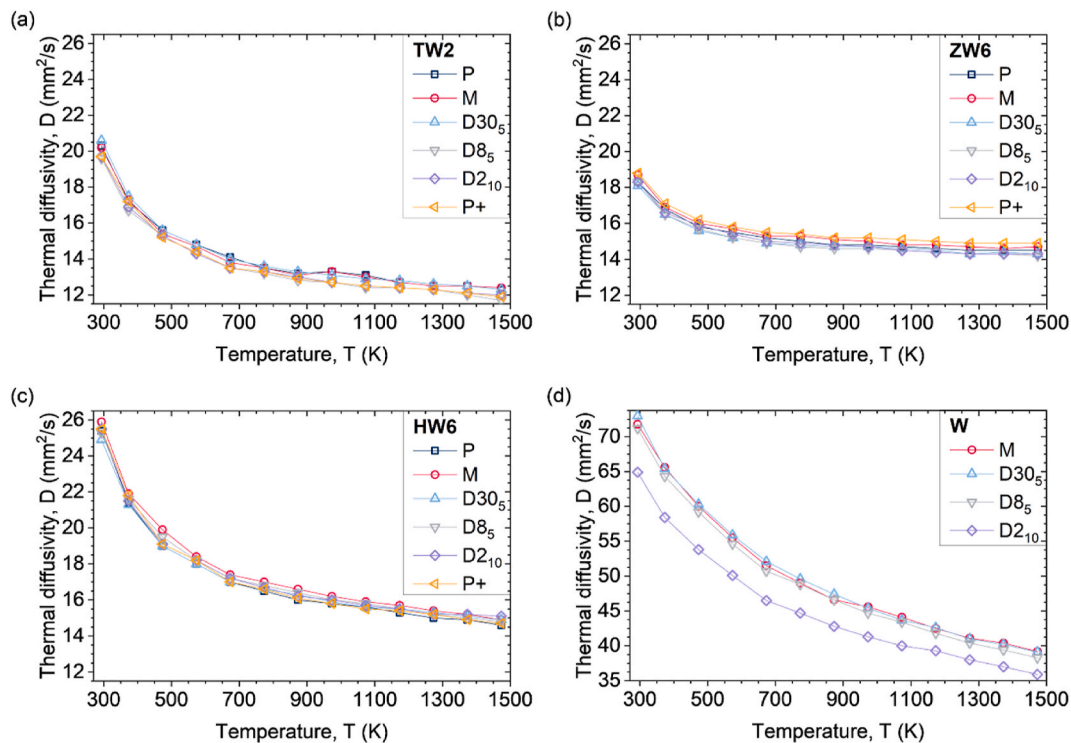 (a)
TW2
P
M
D30₅
D8₅
D2₁₀
P+
26
24
22
20
18
16
14
12
Thermal diffusivity, D (mm²/s)
300 500 700 900 1100 1300 1500
Temperature, T (K)
(b)
ZW6
P
M
D30₅
D8₅
D2₁₀
P+
26
24
22
20
18
16
14
12
Thermal diffusivity, D (mm²/s)
300 500 700 900 1100 1300 1500
Temperature, T (K)
(c)
HW6
P
M
D30₅
D8₅
D2₁₀
P+
26
24
22
20
18
16
14
12
Thermal diffusivity, D (mm²/s)
300 500 700 900 1100 1300 1500
Temperature, T (K)
(d)
W
M
D30₅
D8₅
D2₁₀
70
65
60
55
50
45
40
35
Thermal diffusivity, D (mm²/s)
300 500 700 900 1100 1300 1500
Temperature, T (K)